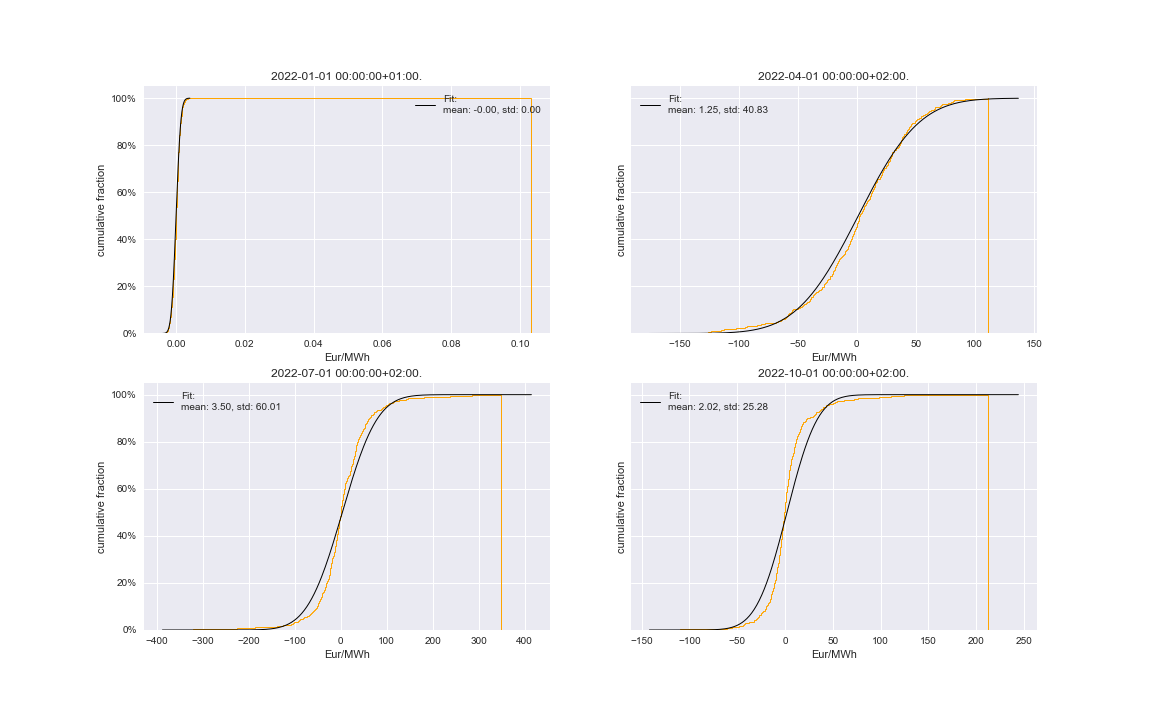 2022-01-01 00:00:00+01:00.
100%
80%
60%
40%
20%
0%
cumulative fraction
Fit:
mean: -0.00, std: 0.00
0.00 0.02 0.04 0.06 0.08 0.10
Eur/MWh
2022-04-01 00:00:00+02:00.
cumulative fraction
Fit:
mean: 1.25, std: 40.83
−150 −100 −50 0 50 100 150
Eur/MWh
2022-07-01 00:00:00+02:00.
100%
80%
60%
40%
20%
0%
cumulative fraction
Fit:
mean: 3.50, std: 60.01
−400 −300 −200 −100 0 100 200 300 400
Eur/MWh
2022-10-01 00:00:00+02:00.
cumulative fraction
Fit:
mean: 2.02, std: 25.28
−150 −100 −50 0 50 100 150 200 250
Eur/MWh